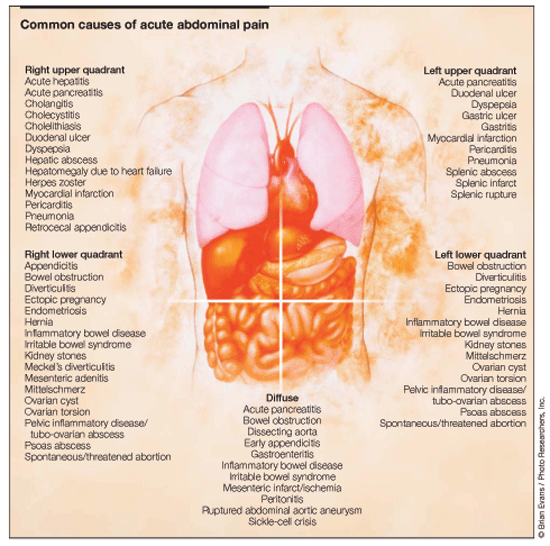 Common causes of acute abdominal pain
Right upper quadrant
Acute hepatitis
Acute pancreatitis
Cholangitis
Cholecystitis
Cholelithiasis
Duodenal ulcer
Dyspepsia
Hepatic abscess
Hepatomegaly due to heart failure
Herpes zoster
Myocardial infarction
Pericarditis
Pneumonia
Retrocecal appendicitis
Left upper quadrant
Acute pancreatitis
Duodenal ulcer
Dyspepsia
Gastric ulcer
Gastritis
Myocardial infarction
Pericarditis
Pneumonia
Splenic abscess
Splenic infarct
Splenic rupture
Right lower quadrant
Appendicitis
Bowel obstruction
Diverticulitis
Ectopic pregnancy
Endometriosis
Hernia
Inflammatory bowel disease
Irritable bowel syndrome
Kidney stones
Meckel's diverticulitis
Mesenteric adenitis
Mittelschmerz
Ovarian cyst
Ovarian torsion
Pelvic inflammatory disease/
tubo-ovarian abscess
Psoas abscess
Spontaneous/threatened abortion
Left lower quadrant
Bowel obstruction
Diverticulitis
Ectopic pregnancy
Endometriosis
Hernia
Inflammatory bowel disease
Irritable bowel syndrome
Kidney stones
Mittelschmerz
Ovarian cyst
Ovarian torsion
Pelvic inflammatory disease/
tubo-ovarian abscess
Psoas abscess
Spontaneous/threatened abortion
Diffuse
Acute pancreatitis
Bowel obstruction
Dissecting aorta
Early appendicitis
Gastroenteritis
Inflammatory bowel disease
Irritable bowel syndrome
Mesenteric infarct/ischemia
Peritonitis
Ruptured abdominal aortic aneurysm
Sickle-cell crisis
© Brian Evans / Photo Researchers, Inc.